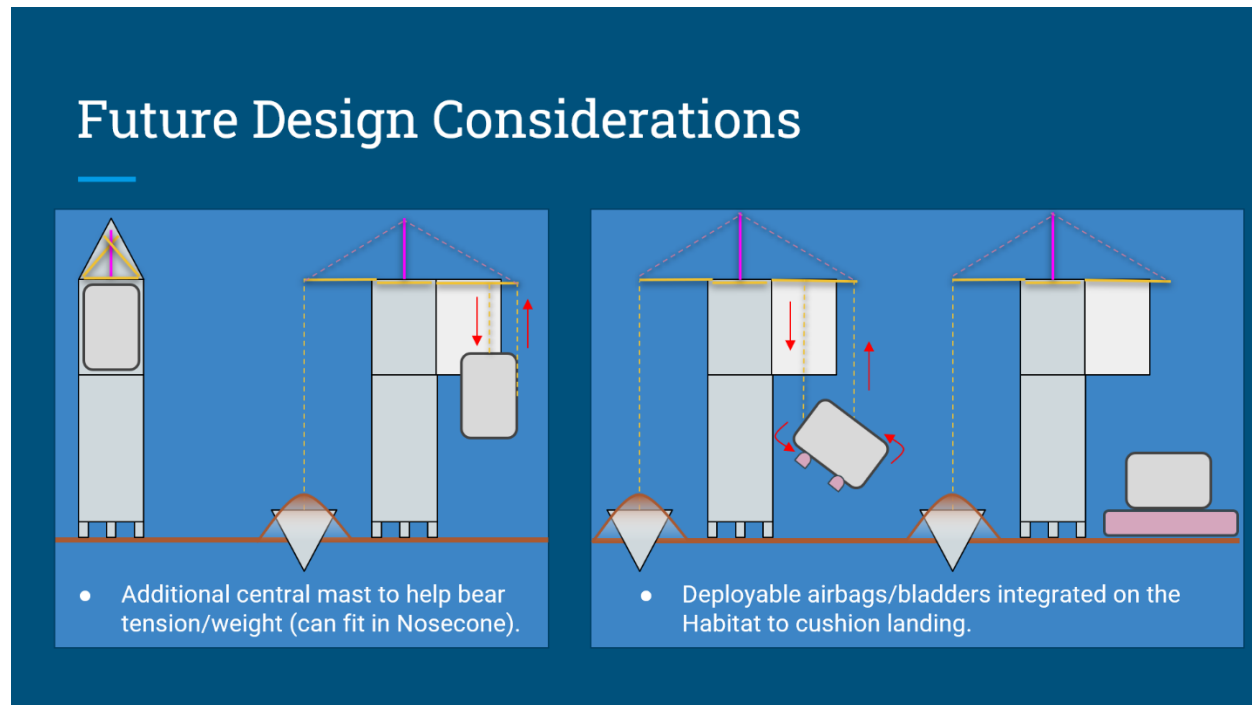 Future Design Considerations
● Additional central mast to help bear
tension/weight (can fit in Nosecone).
● Deployable airbags/bladders integrated on the
Habitat to cushion landing.